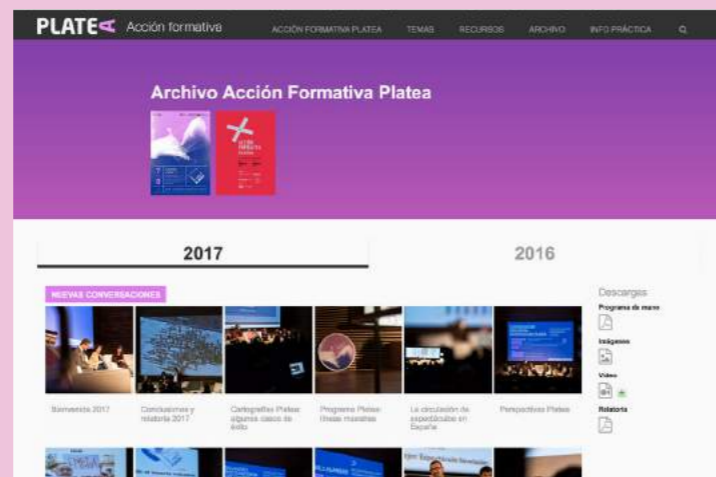 PLATEA Acción formativa
ACCIÓN FORMATIVA PLATEA TEMAS RECURSOS ARCHIVO INFO PRÁCTICA
Archivo Acción Formativa Platea
2017 2016
NUEVAS CONVERSACIONES
Descargas
Programa de mano
Imágenes
Vídeo
Relatoría
Bienvenida 2017
Conclusiones y
relatoría 2017
Cartografías Platea:
algunos casos de
éxito
Programa Platea:
líneas maestras
La circulación de
espectáculos en
España
Perspectivas Platea